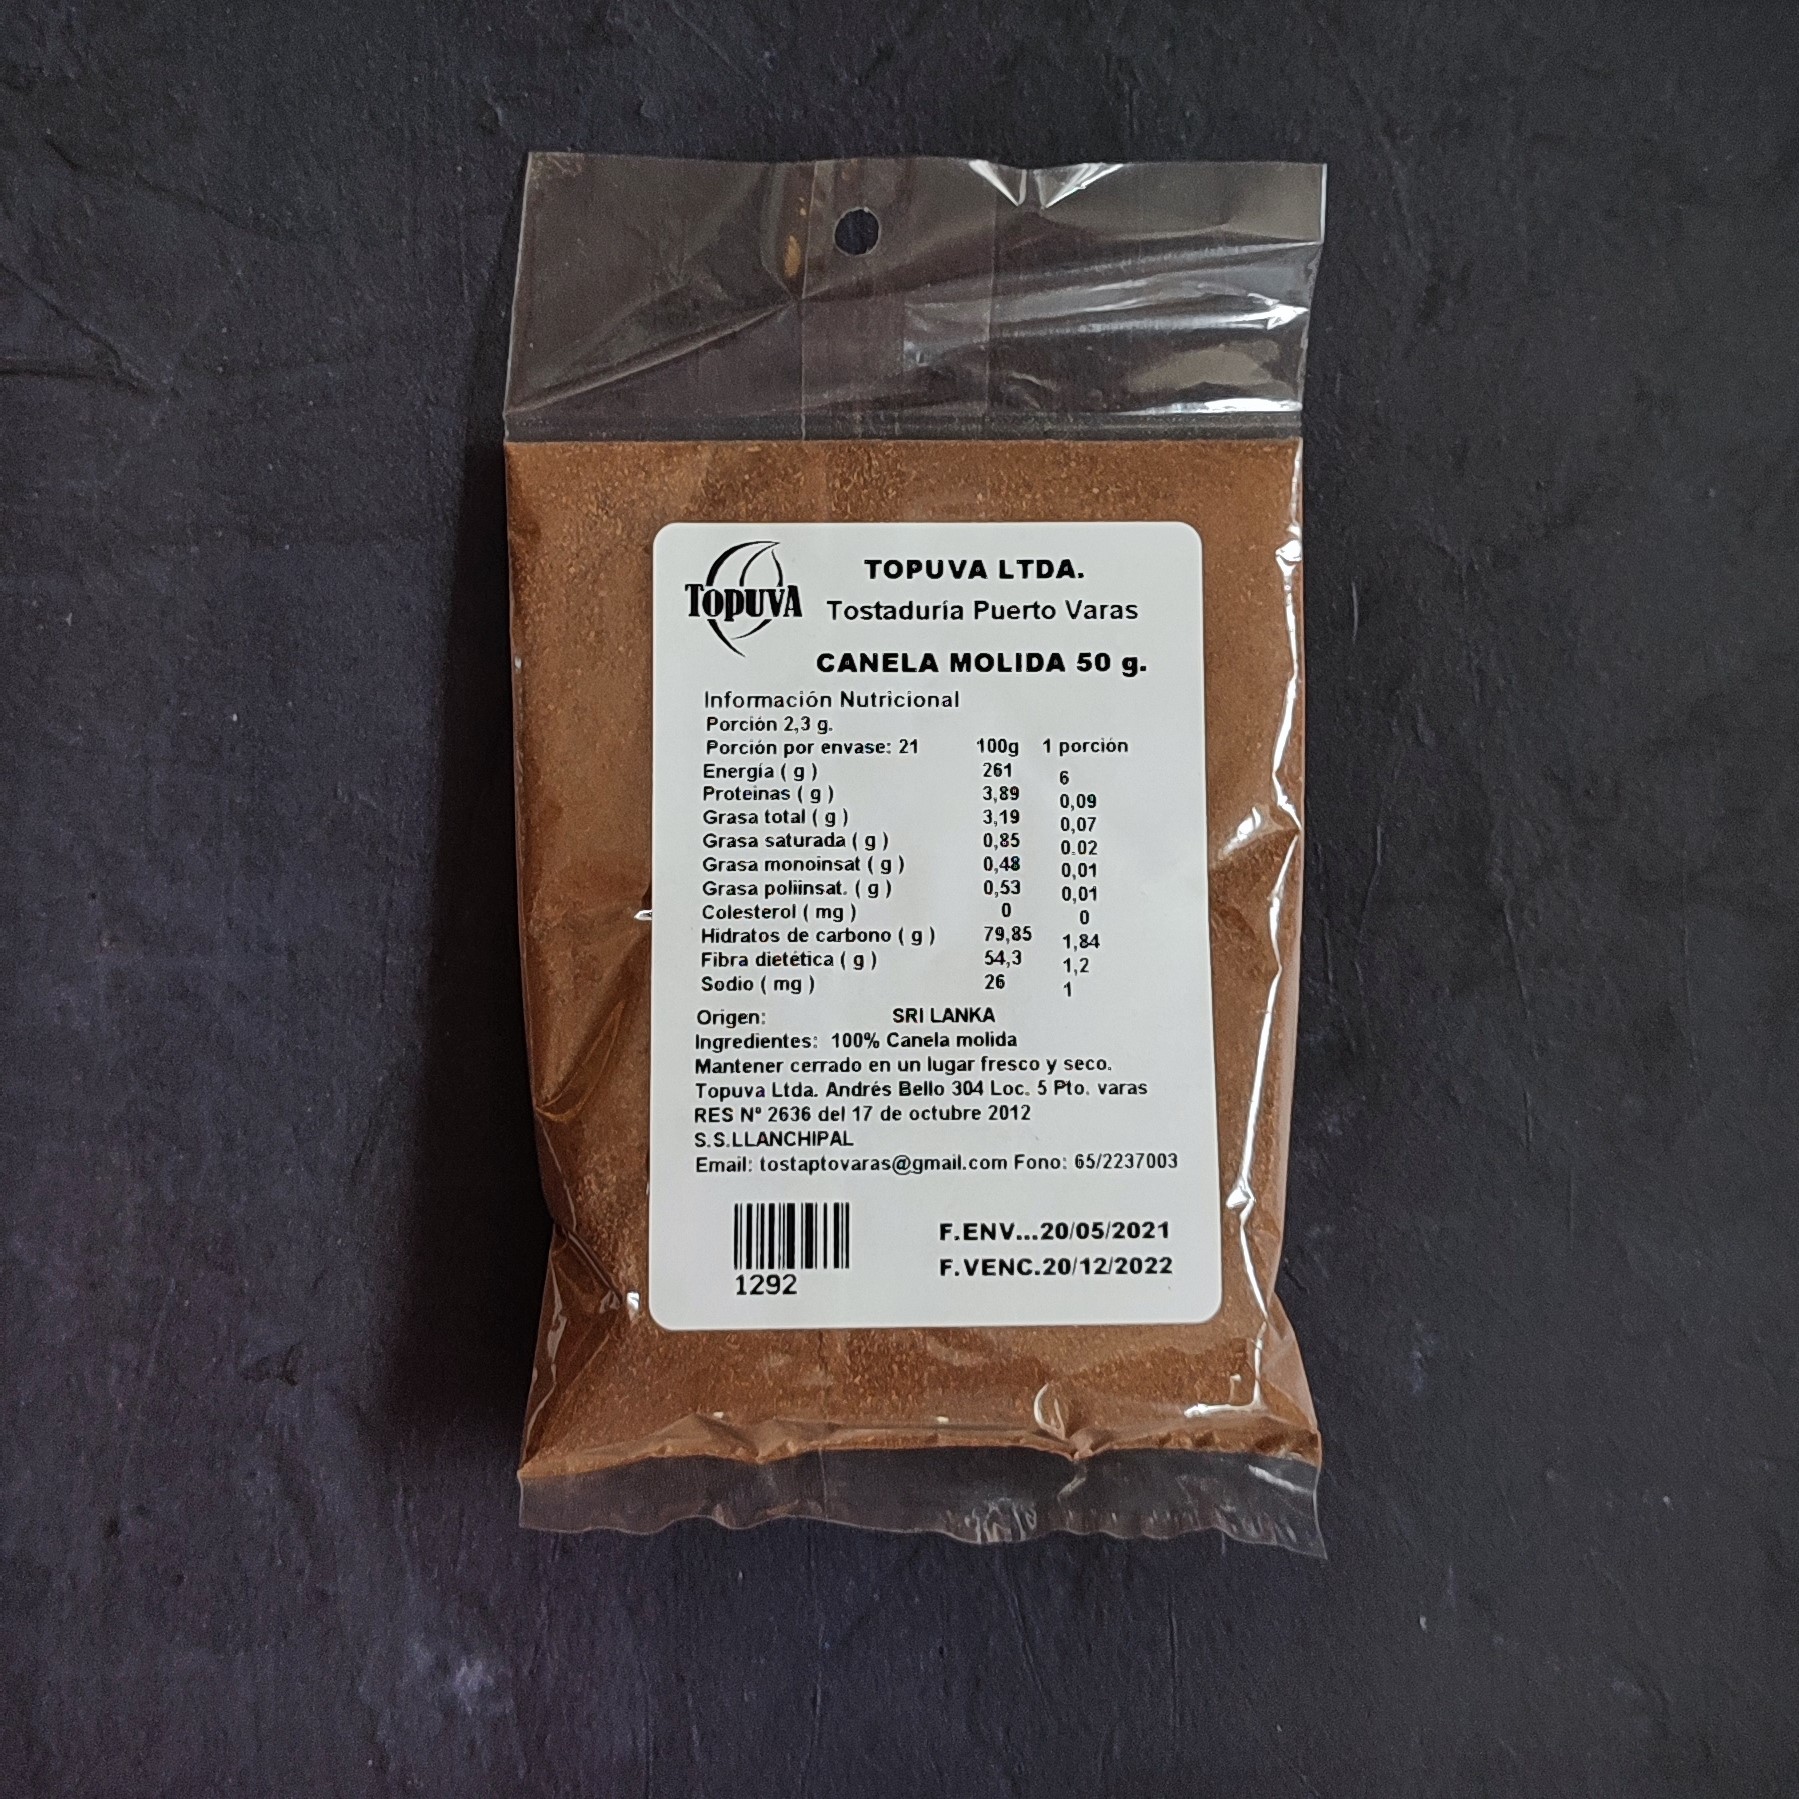 TOPUVA
TOPUVA LTDA.
Tostaduría Puerto Varas
CANELA MOLIDA 50 g.
Información Nutricional
Porción 2,3 g.
Porción por envase: 21 100g 1 porción
Energía ( g ) 261 6
Proteinas ( g ) 3,89 0,09
Grasa total ( g ) 3,19 0,07
Grasa saturada ( g ) 0,85 0.02
Grasa monoinsat ( g ) 0,48 0,01
Grasa poliinsat. ( g ) 0,53 0,01
Colesterol ( mg ) 0 0
Hidratos de carbono ( g ) 79,85 1,84
Fibra dietética ( g ) 54,3 1,2
Sodio ( mg ) 26 1
Origen: SRI LANKA
Ingredientes: 100% Canela molida
Mantener cerrado en un lugar fresco y seco.
Topuva Ltda. Andrés Bello 304 Loc. 5 Pto. varas
RES Nº 2636 del 17 de octubre 2012
S.S.LLANCHIPAL
Email: tostaptovaras@gmail.com Fono: 65/2237003
F.ENV...20/05/2021
F.VENC.20/12/2022
1292